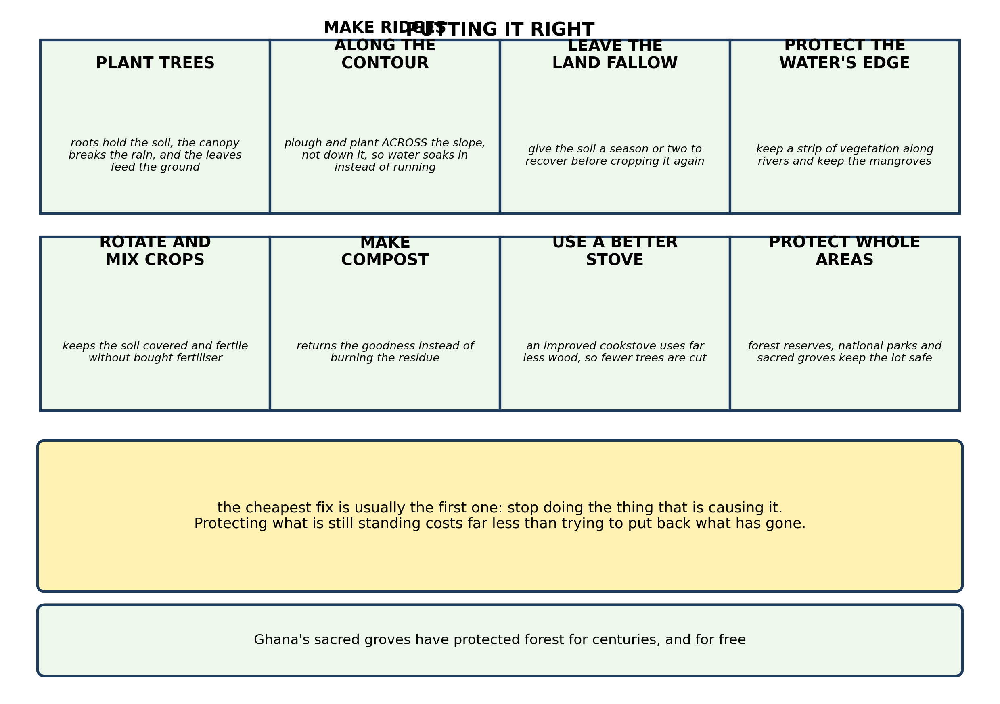 PUTTING IT RIGHT
PLANT TREES
roots hold the soil, the canopy
breaks the rain, and the leaves
feed the ground
MAKE RIDGES
ALONG THE
CONTOUR
plough and plant ACROSS the slope,
not down it, so water soaks in
instead of running
LEAVE THE
LAND FALLOW
give the soil a season or two to
recover before cropping it again
PROTECT THE
WATER'S EDGE
keep a strip of vegetation along
rivers and keep the mangroves
ROTATE AND
MIX CROPS
keeps the soil covered and fertile
without bought fertiliser
MAKE
COMPOST
returns the goodness instead of
burning the residue
USE A BETTER
STOVE
an improved cookstove uses far
less wood, so fewer trees are cut
PROTECT WHOLE
AREAS
forest reserves, national parks and
sacred groves keep the lot safe
the cheapest fix is usually the first one: stop doing the thing that is causing it.
Protecting what is still standing costs far less than trying to put back what has gone.
Ghana's sacred groves have protected forest for centuries, and for free